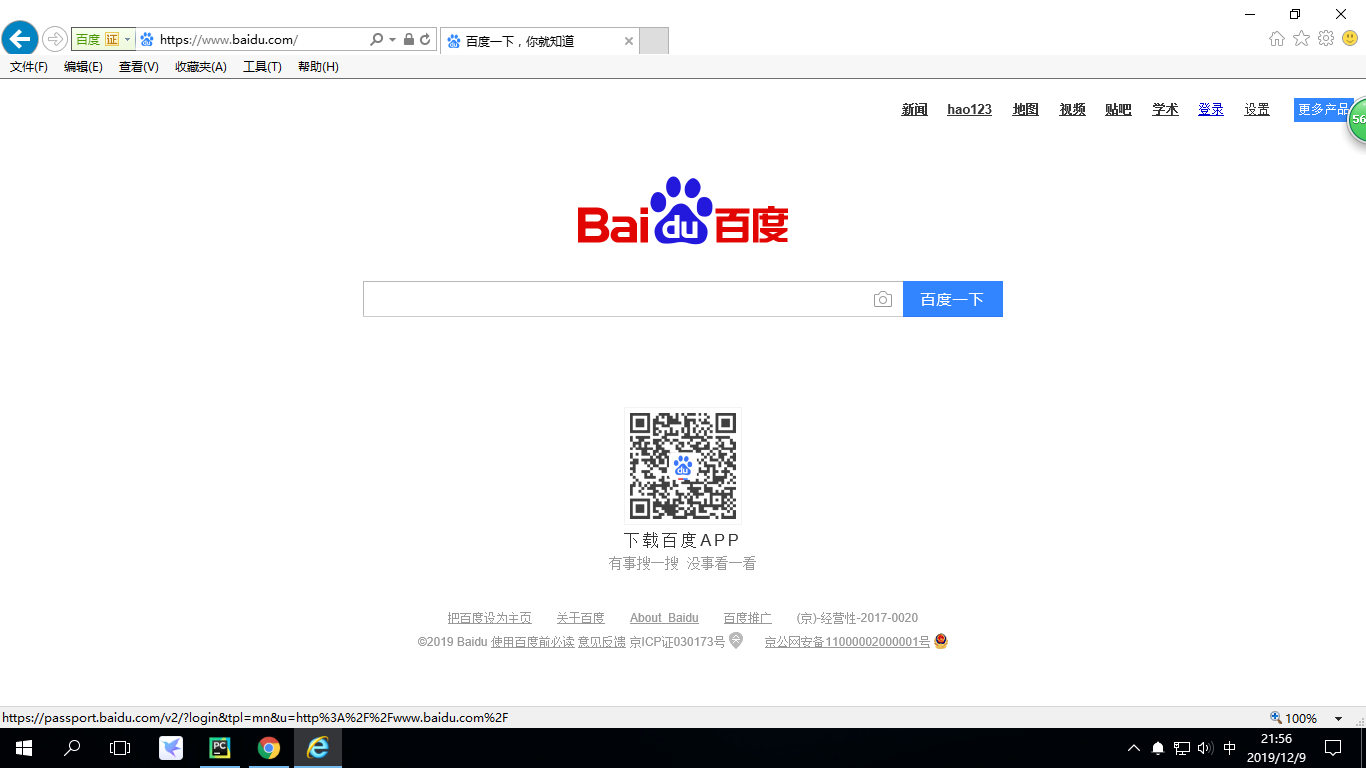 百度 证 https://www.baidu.com/ 百度一下，你就知道
文件(F) 编辑(E) 查看(V) 收藏夹(A) 工具(T) 帮助(H)
新闻 hao123 地图 视频 贴吧 学术 登录 设置 更多产品
56
Bai du 百度
百度一下
du
下载百度APP
有事搜一搜 没事看一看
把百度设为主页 关于百度 About Baidu 百度推广 (京)-经营性-2017-0020
©2019 Baidu 使用百度前必读 意见反馈 京ICP证030173号 京公网安备11000002000001号
https://passport.baidu.com/v2/?login&tpl=mn&u=http%3A%2F%2Fwww.baidu.com%2F 100%
PC 中 21:56
2019/12/9